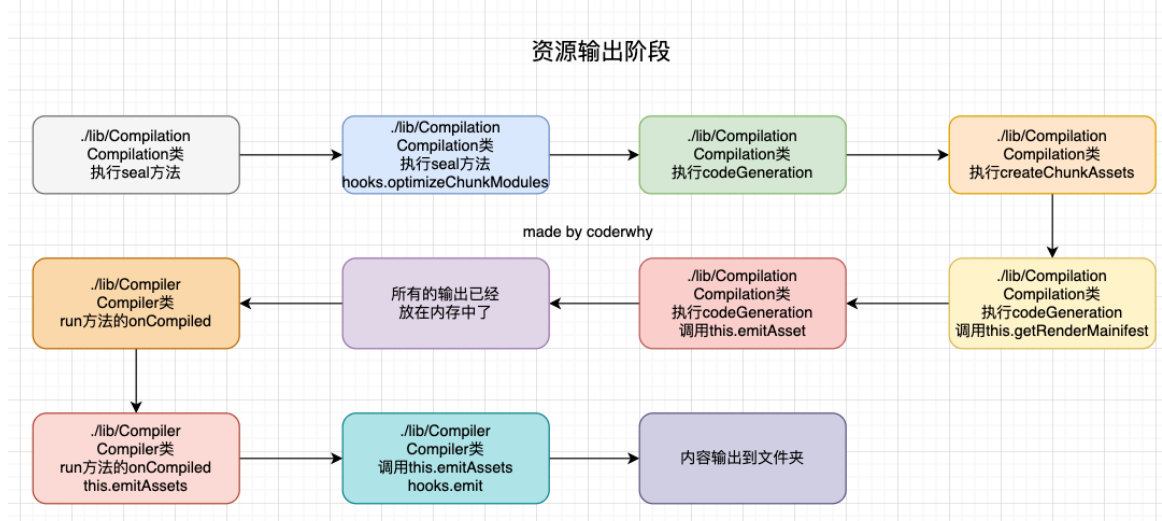 资源输出阶段
./lib/Compilation
Compilation类
执行seal方法
./lib/Compilation
Compilation类
执行seal方法
hooks.optimizeChunkModules
./lib/Compilation
Compilation类
执行codeGeneration
./lib/Compilation
Compilation类
执行createChunkAssets
made by coderwhy
./lib/Compilation
Compilation类
执行codeGeneration
调用this.getRenderMainifest
./lib/Compilation
Compilation类
执行codeGeneration
调用this.emitAsset
所有的输出已经
放在内存中了
./lib/Compiler
Compiler类
run方法的onCompiled
./lib/Compiler
Compiler类
run方法的onCompiled
this.emitAssets
./lib/Compiler
Compiler类
调用this.emitAssets
hooks.emit
内容输出到文件夹